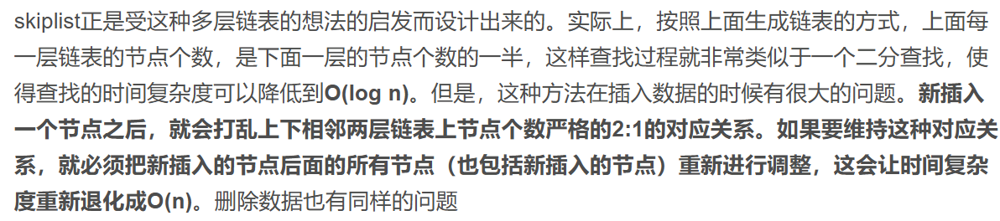 skiplist正是受这种多层链表的想法的启发而设计出来的。实际上，按照上面生成链表的方式，上面每
一层链表的节点个数，是下面一层的节点个数的一半，这样查找过程就非常类似于一个二分查找，使
得查找的时间复杂度可以降低到O(log n)。但是，这种方法在插入数据的时候有很大的问题。新插入
一个节点之后，就会打乱上下相邻两层链表上节点个数严格的2:1的对应关系。如果要维持这种对应关
系，就必须把新插入的节点后面的所有节点（也包括新插入的节点）重新进行调整，这会让时间复杂
度重新退化成O(n)。删除数据也有同样的问题